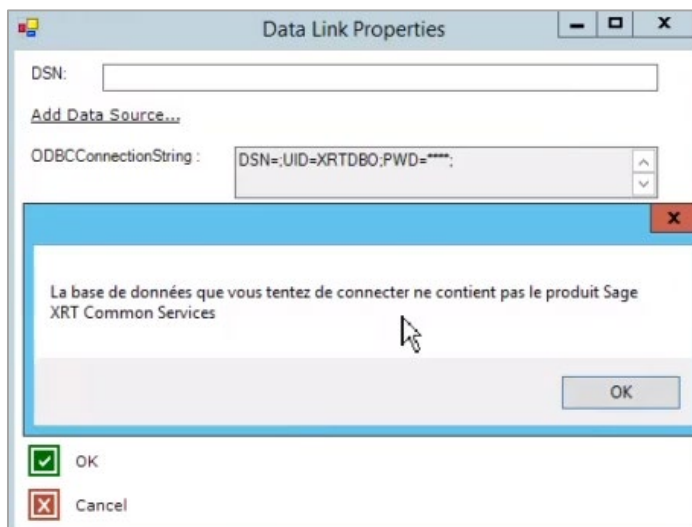 Data Link Properties
DSN:
Add Data Source...
ODBCConnectionString :
DSN=;UID=XRTDBO;PWD=****;
La base de données que vous tentez de connecter ne contient pas le produit Sage
XRT Common Services
OK
OK
Cancel